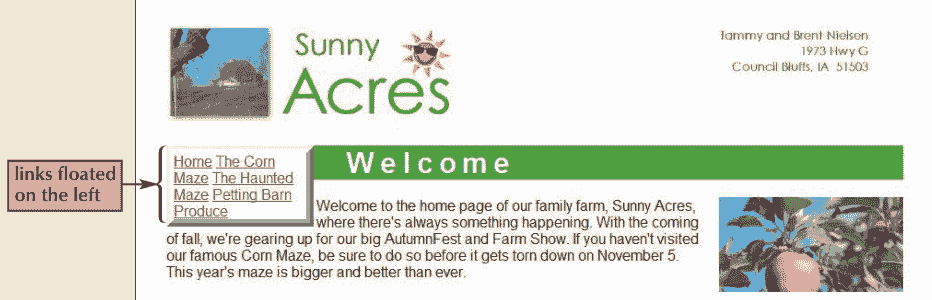 Sunny
Acres
Tammy and Brent Nielsen
1973 Hwy G
Council Bluffs, IA 51503
links floated
on the left
Home The Corn
Maze The Haunted
Maze Petting Barn
Produce
Welcome
Welcome to the home page of our family farm, Sunny Acres,
where there's always something happening. With the coming
of fall, we're gearing up for our big AutumnFest and Farm Show. If you haven't visited
our famous Corn Maze, be sure to do so before it gets torn down on November 5.
This year's maze is bigger and better than ever.